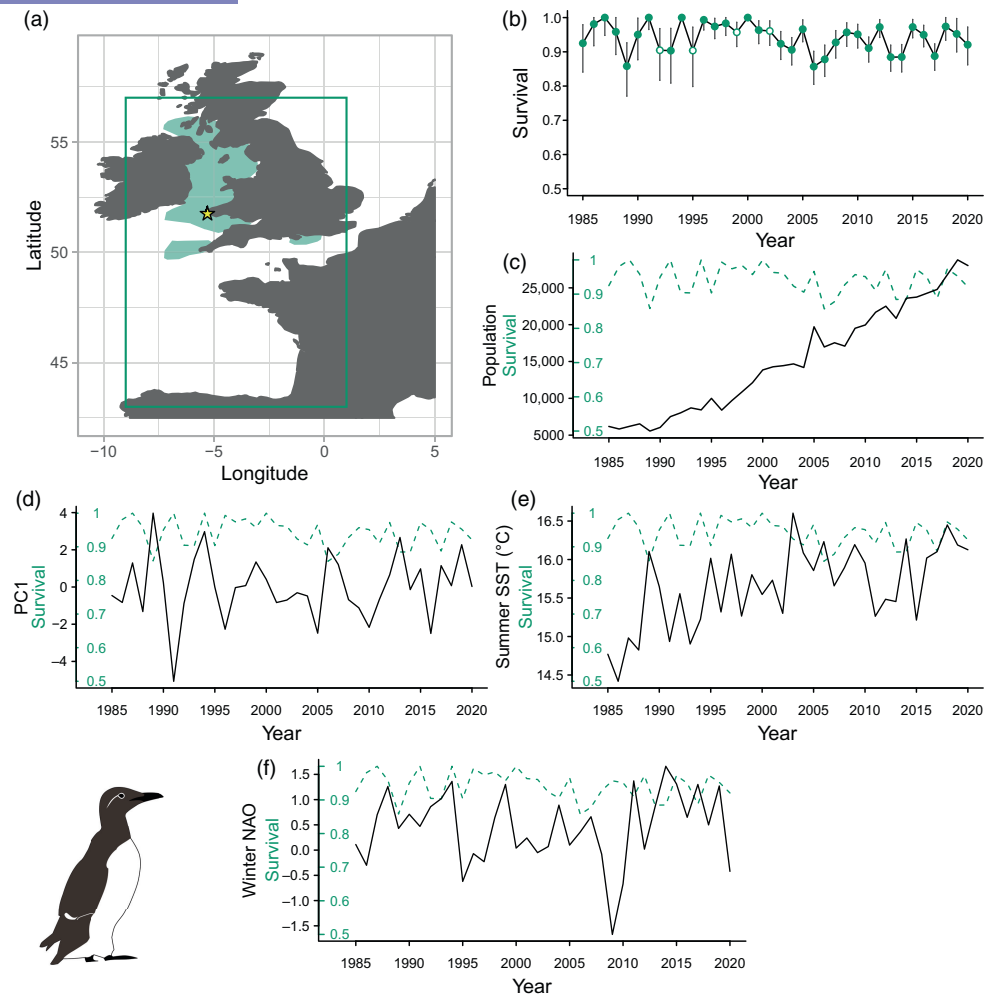 (a)
Latitude
55
50
45
−10
−5
0
5
Longitude
(b)
Survival
1.0
0.9
0.8
0.7
0.6
0.5
1985 1990 1995 2000 2005 2010 2015 2020
Year
(c)
Population
Survival
25,000
20,000
15,000
10,000
5000
1
0.9
0.8
0.7
0.6
0.5
1985 1990 1995 2000 2005 2010 2015 2020
Year
(d)
PC1
Survival
4
2
0
−2
−4
1
0.9
0.8
0.7
0.6
0.5
1985 1990 1995 2000 2005 2010 2015 2020
Year
(e)
Summer SST (°C)
Survival
16.5
16.0
15.5
15.0
14.5
1
0.9
0.8
0.7
0.6
0.5
1985 1990 1995 2000 2005 2010 2015 2020
Year
(f)
Winter NAO
Survival
1.5
1.0
0.5
0.0
−0.5
−1.0
−1.5
1
0.9
0.8
0.7
0.6
0.5
1985 1990 1995 2000 2005 2010 2015 2020
Year